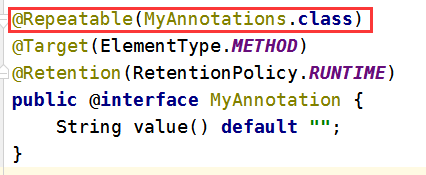 @Repeatable(MyAnnotations.class)
@Target(ElementType.METHOD)
@Retention(RetentionPolicy.RUNTIME)
public @interface MyAnnotation {
    String value() default "";
}